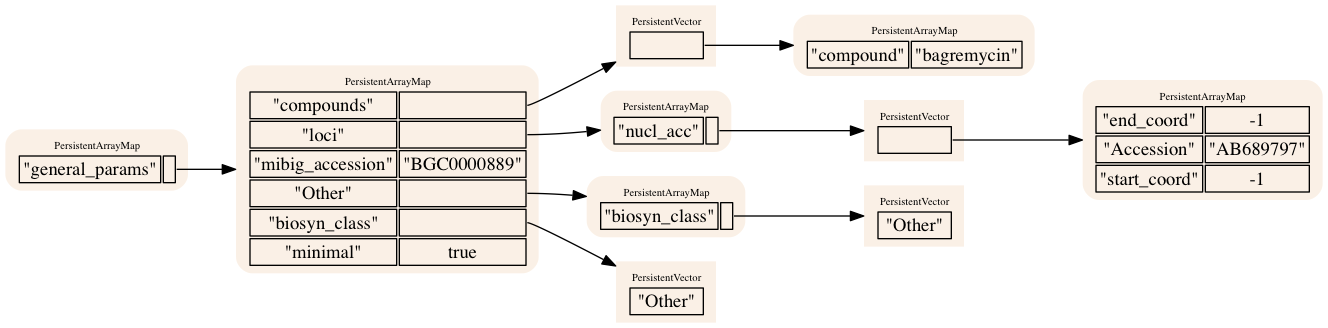 PersistentArrayMap
"general_params"
PersistentArrayMap
"compounds"
"loci"
"mibig_accession" "BGC0000889"
"Other"
"biosyn_class"
"minimal" true
PersistentVector
PersistentArrayMap
"compound" "bagremycin"
PersistentArrayMap
"nucl_acc"
PersistentVector
PersistentArrayMap
"end_coord" -1
"Accession" "AB689797"
"start_coord" -1
PersistentArrayMap
"biosyn_class"
PersistentVector
"Other"
PersistentVector
"Other"